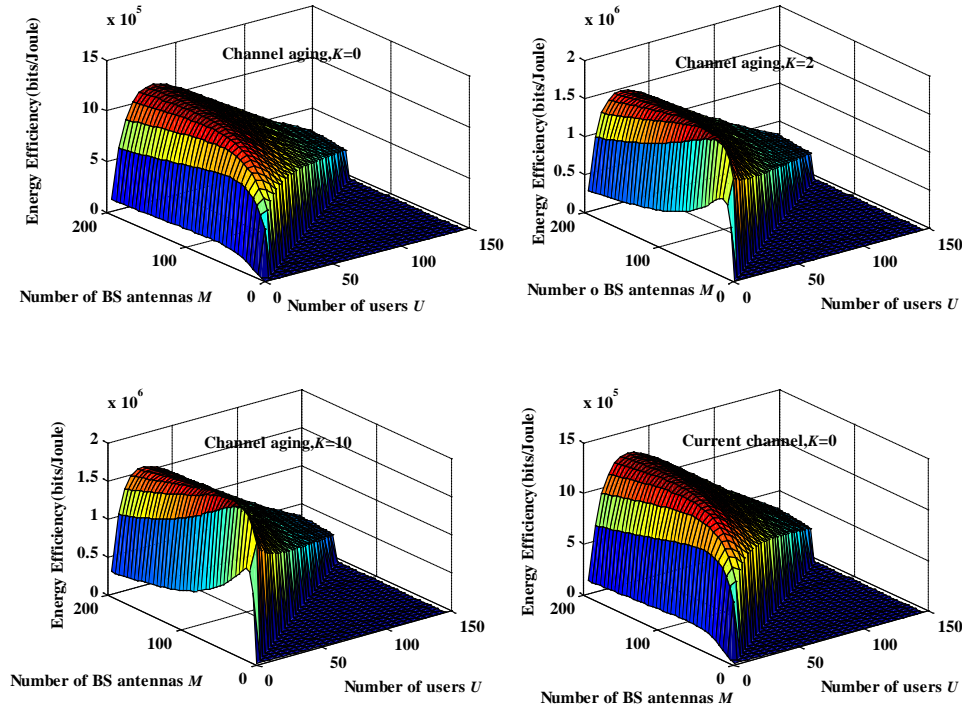 x 10^5
Energy Efficiency(bits/Joule)
15
10
5
0
200
100
0
0
50
100
150
Channel aging,K=0
Number of BS antennas M
Number of users U
x 10^6
Energy Efficiency(bits/Joule)
2
1.5
1
0.5
0
200
100
0
0
50
100
150
Channel aging,K=2
Number o BS antennas M
Number of users U
x 10^6
Energy Efficiency(bits/Joule)
2
1.5
1
0.5
0
200
100
0
0
50
100
150
Channel aging,K=10
Number of BS antennas M
Number of users U
x 10^5
Energy Efficiency(bits/Joule)
15
10
5
0
200
100
0
0
50
100
150
Current channel,K=0
Number of BS antennas M
Number of users U